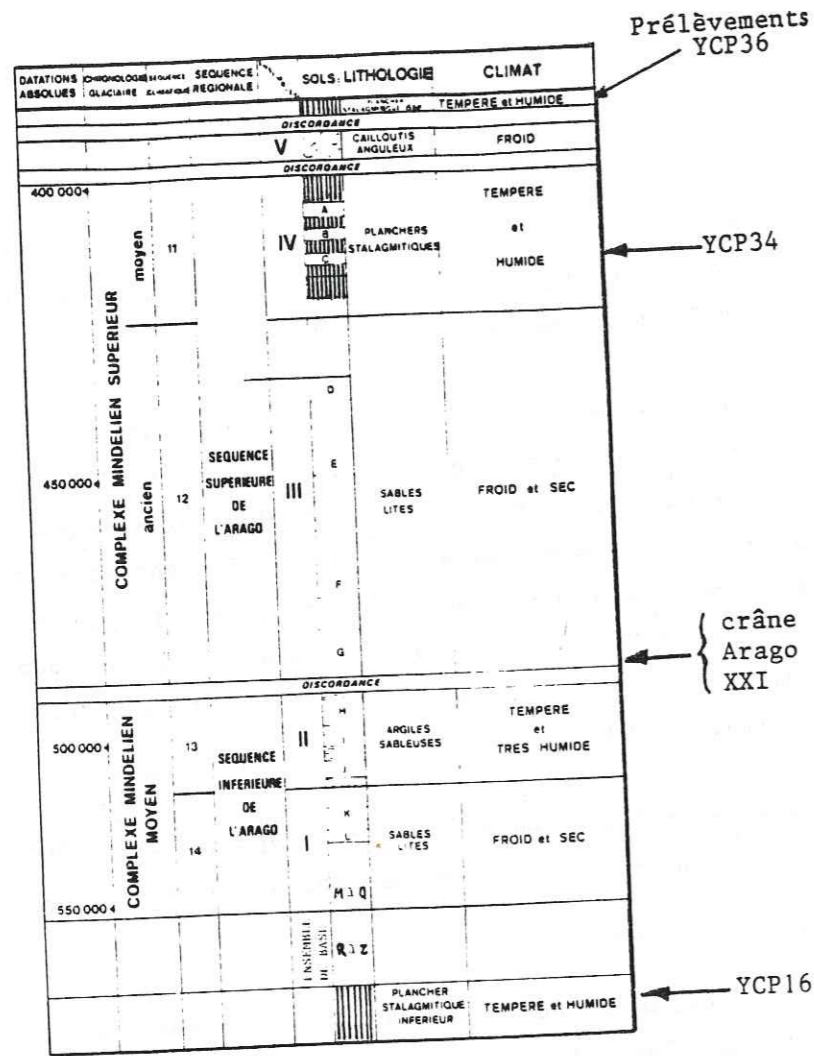 Prélèvements
YCP36
DATATIONS ABSOLUES
CHRONOLOGIE GLACIAIRE
SEQUENCE CLIMATIQUE
SEQUENCE REGIONALE
SOLS
LITHOLOGIE
CLIMAT
PLANCHER
TEMPERE et HUMIDE
DISCORDANCE
V
CAILLOUTIS
ANGULEUX
FROID
DISCORDANCE
400 000
COMPLEXE MINDELIEN SUPERIEUR
moyen
11
IV
A
B
C
PLANCHERS
STALAGMITIQUES
TEMPERE
et
HUMIDE
YCP34
450 000
ancien
12
SEQUENCE
SUPERIEURE
DE
L'ARAGO
III
D
E
F
G
SABLES
LITES
FROID et SEC
crâne
Arago
XXI
DISCORDANCE
500 000
COMPLEXE MINDELIEN
MOYEN
13
SEQUENCE
INFERIEURE
DE
L'ARAGO
II
H
I
J
ARGILES
SABLEUSES
TEMPERE
et
TRES HUMIDE
14
I
K
L
SABLES
LITES
FROID et SEC
M à Q
550 000
ENSEMBLE
DE BASE
R à Z
PLANCHER
STALAGMITIQUE
INFERIEUR
TEMPERE et HUMIDE
YCP16